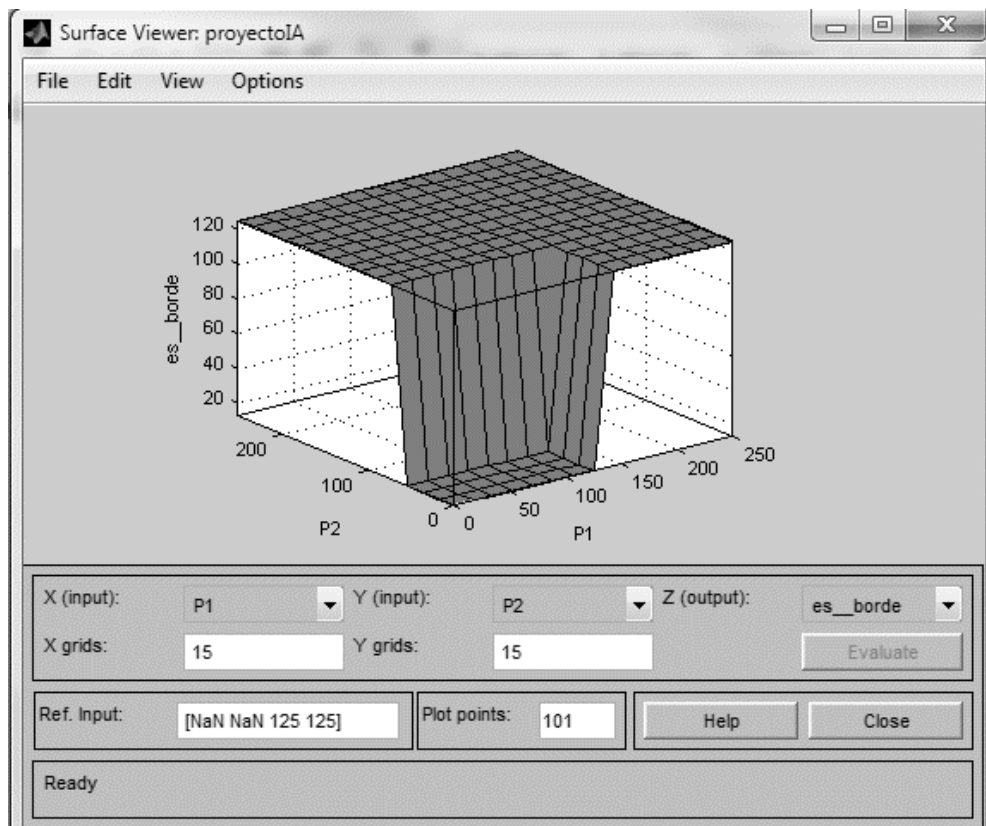 Surface Viewer: proyectoIA
File Edit View Options
120
100
80
60
40
20
es__borde
200
100
0
P2
0
50
100
150
200
250
P1
X (input): P1 Y (input): P2 Z (output): es__borde
X grids: 15 Y grids: 15 Evaluate
Ref. Input: [NaN NaN 125 125] Plot points: 101 Help Close
Ready